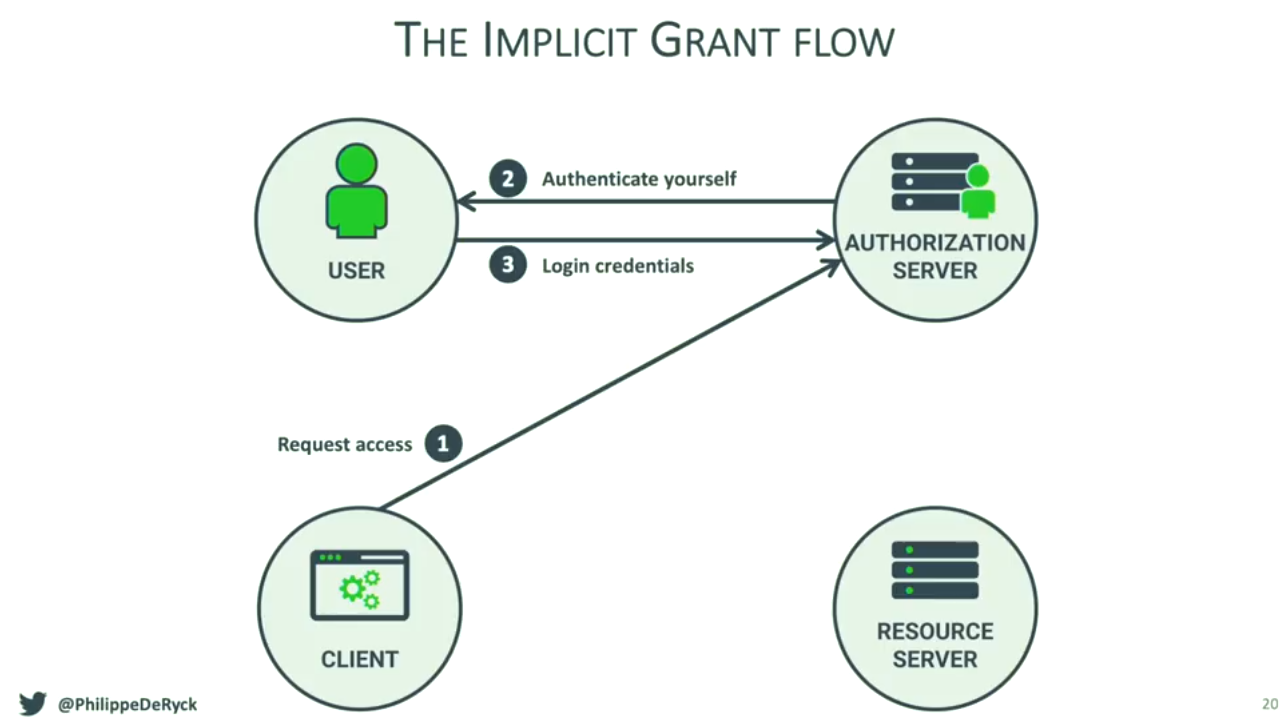 THE IMPLICIT GRANT FLOW
2 Authenticate yourself
3 Login credentials
USER
AUTHORIZATION
SERVER
Request access 1
CLIENT
RESOURCE
SERVER
@PhilippeDeRyck
20